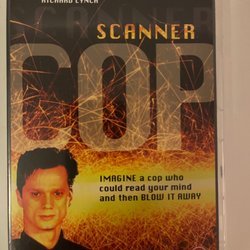 RICHARD LYNCH
SCANNER
COP
IMAGINE a cop who
could read your mind
and then BLOW IT AWAY